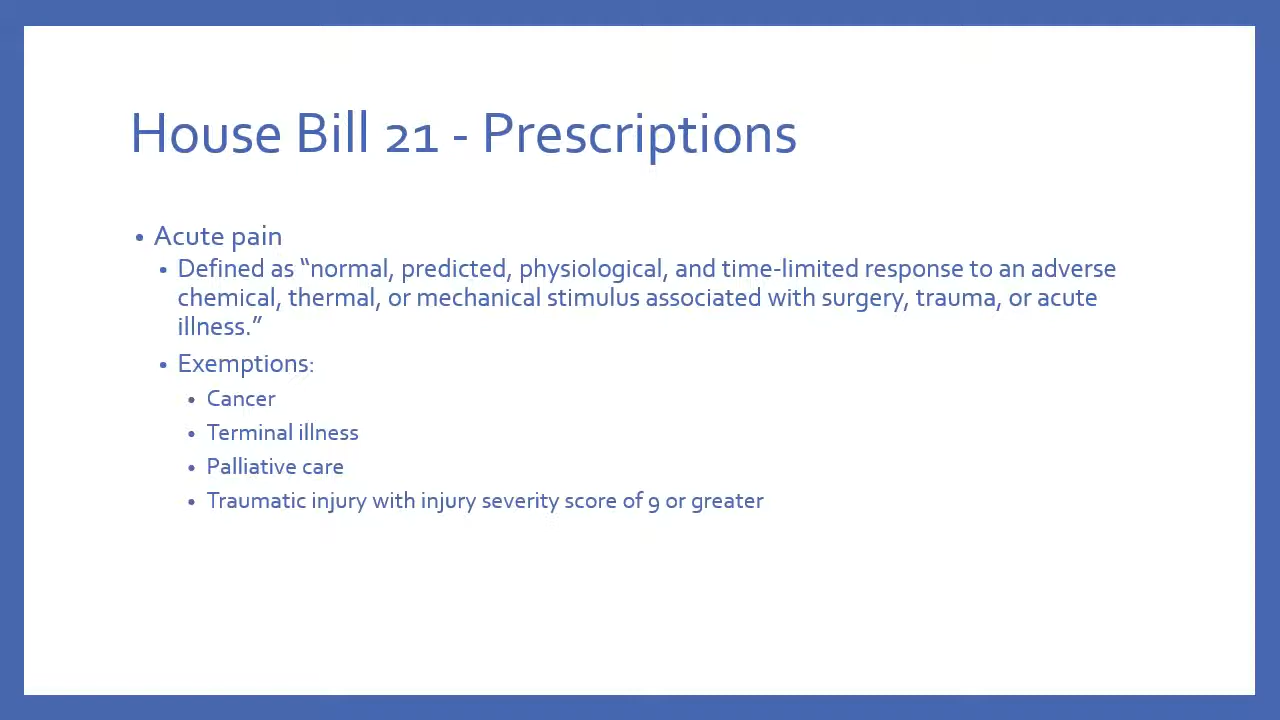 House Bill 21 - Prescriptions
• Acute pain
• Defined as “normal, predicted, physiological, and time-limited response to an adverse
chemical, thermal, or mechanical stimulus associated with surgery, trauma, or acute
illness.”
• Exemptions:
• Cancer
• Terminal illness
• Palliative care
• Traumatic injury with injury severity score of 9 or greater